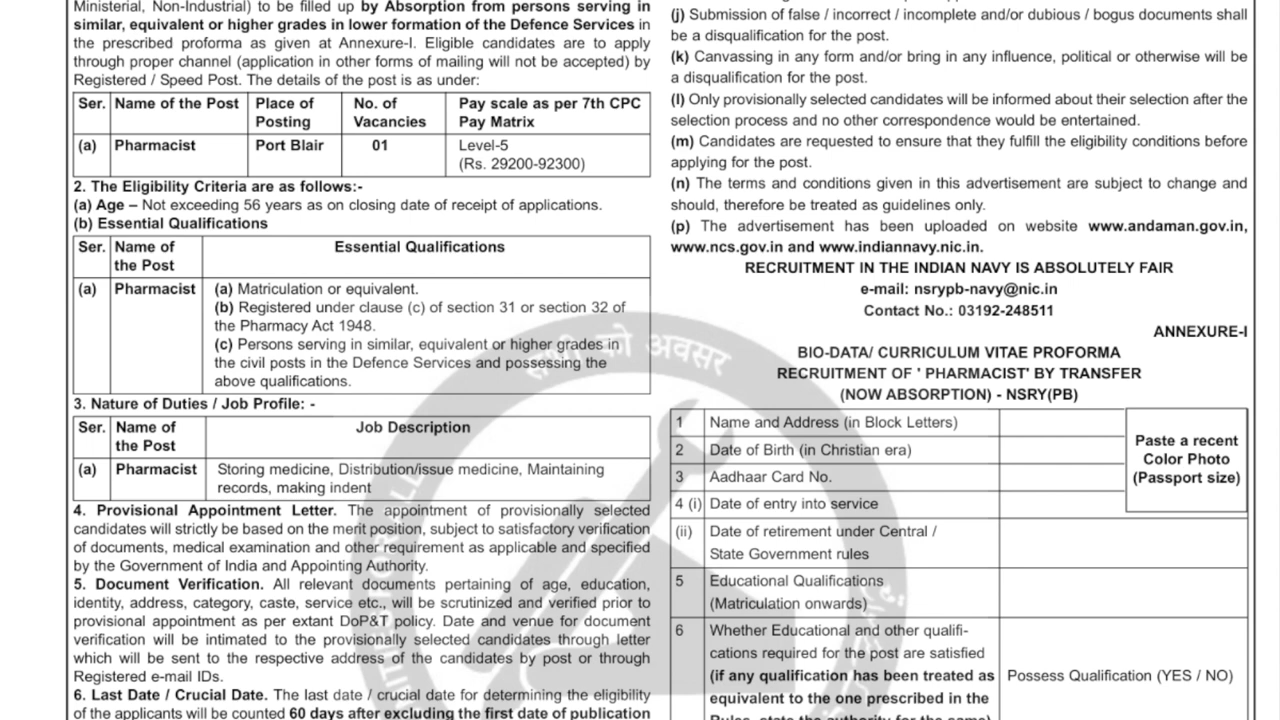 Ministerial, Non-Industrial) to be filled up by Absorption from persons serving in
similar, equivalent or higher grades in lower formation of the Defence Services in
the prescribed proforma as given at Annexure-I. Eligible candidates are to apply
through proper channel (application in other forms of mailing will not be accepted) by
Registered / Speed Post. The details of the post is as under:
Ser. Name of the Post Place of Posting No. of Vacancies Pay scale as per 7th CPC Pay Matrix
(a) Pharmacist Port Blair 01 Level-5
(Rs. 29200-92300)
2. The Eligibility Criteria are as follows:-
(a) Age – Not exceeding 56 years as on closing date of receipt of applications.
(b) Essential Qualifications
Ser. Name of the Post Essential Qualifications
(a) Pharmacist (a) Matriculation or equivalent.
(b) Registered under clause (c) of section 31 or section 32 of
the Pharmacy Act 1948.
(c) Persons serving in similar, equivalent or higher grades in
the civil posts in the Defence Services and possessing the
above qualifications.
3. Nature of Duties / Job Profile: -
Ser. Name of the Post Job Description
(a) Pharmacist Storing medicine, Distribution/issue medicine, Maintaining
records, making indent
4. Provisional Appointment Letter. The appointment of provisionally selected
candidates will strictly be based on the merit position, subject to satisfactory verification
of documents, medical examination and other requirement as applicable and specified
by the Government of India and Appointing Authority.
5. Document Verification. All relevant documents pertaining of age, education,
identity, address, category, caste, service etc., will be scrutinized and verified prior to
provisional appointment as per extant DoP&T policy. Date and venue for document
verification will be intimated to the provisionally selected candidates through letter
which will be sent to the respective address of the candidates by post or through
Registered e-mail IDs.
6. Last Date / Crucial Date. The last date / crucial date for determining the eligibility
of the applicants will be counted 60 days after excluding the first date of publication
(j) Submission of false / incorrect / incomplete and/or dubious / bogus documents shall
be a disqualification for the post.
(k) Canvassing in any form and/or bring in any influence, political or otherwise will be
a disqualification for the post.
(l) Only provisionally selected candidates will be informed about their selection after the
selection process and no other correspondence would be entertained.
(m) Candidates are requested to ensure that they fulfill the eligibility conditions before
applying for the post.
(n) The terms and conditions given in this advertisement are subject to change and
should, therefore be treated as guidelines only.
(p) The advertisement has been uploaded on website www.andaman.gov.in,
www.ncs.gov.in and www.indiannavy.nic.in.
RECRUITMENT IN THE INDIAN NAVY IS ABSOLUTELY FAIR
e-mail: nsrypb-navy@nic.in
Contact No.: 03192-248511
ANNEXURE-I
BIO-DATA/ CURRICULUM VITAE PROFORMA
RECRUITMENT OF ' PHARMACIST' BY TRANSFER
(NOW ABSORPTION) - NSRY(PB)
1 Name and Address (in Block Letters)
2 Date of Birth (in Christian era)
3 Aadhaar Card No.
4 (i) Date of entry into service
Paste a recent
Color Photo
(Passport size)
(ii) Date of retirement under Central /
State Government rules
5 Educational Qualifications
(Matriculation onwards)
6 Whether Educational and other qualifi-
cations required for the post are satisfied
(if any qualification has been treated as
equivalent to the one prescribed in the
Rules, state the authority for the same)
Possess Qualification (YES / NO)
सभी को अवसर